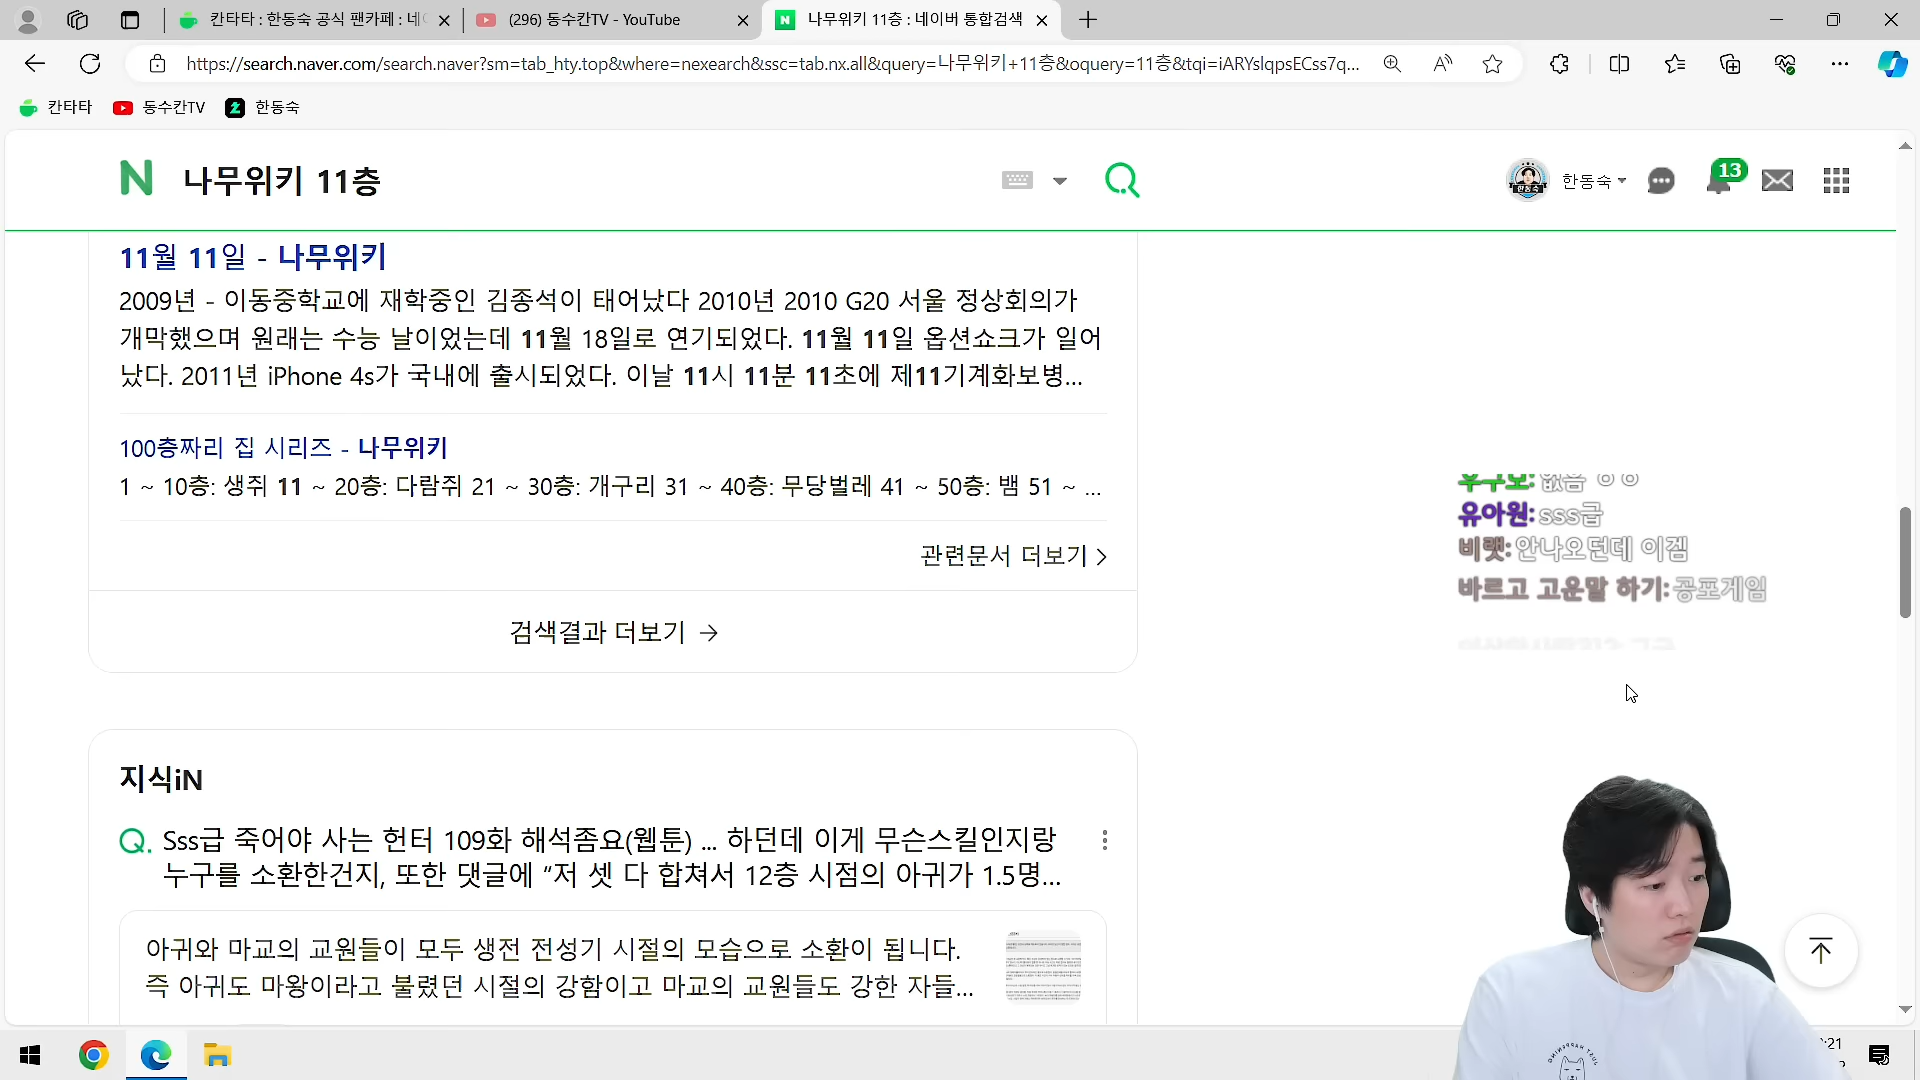 칸타타 : 한동숙 공식 팬카페 : 네
(296) 동수칸TV - YouTube
나무위키 11층 : 네이버 통합검색
https://search.naver.com/search.naver?sm=tab_hty.top&where=nexearch&ssc=tab.nx.all&query=나무위키+11층&oquery=11층&tqi=iARYslqpsECss7q...
칸타타
동수칸TV
한동숙
N 나무위키 11층
한동숙
13
11월 11일 - 나무위키
2009년 - 이동중학교에 재학중인 김종석이 태어났다 2010년 2010 G20 서울 정상회의가
개막했으며 원래는 수능 날이었는데 11월 18일로 연기되었다. 11월 11일 옵션쇼크가 일어
났다. 2011년 iPhone 4s가 국내에 출시되었다. 이날 11시 11분 11초에 제11기계화보병...
100층짜리 집 시리즈 - 나무위키
1 ~ 10층: 생쥐 11 ~ 20층: 다람쥐 21 ~ 30층: 개구리 31 ~ 40층: 무당벌레 41 ~ 50층: 뱀 51 ~ ...
관련문서 더보기
검색결과 더보기
없음 ㅇㅇ
유아원: sss급
비랫: 안나오던데 이겜
바르고 고운말 하기: 공포게임
지식iN
Q. Sss급 죽어야 사는 헌터 109화 해석좀요(웹툰) ... 하던데 이게 무슨스킬인지랑
누구를 소환한건지, 또한 댓글에 “저 셋 다 합쳐서 12층 시점의 아귀가 1.5명...
아귀와 마교의 교원들이 모두 생전 전성기 시절의 모습으로 소환이 됩니다.
즉 아귀도 마왕이라고 불렸던 시절의 강함이고 마교의 교원들도 강한 자들...
:21